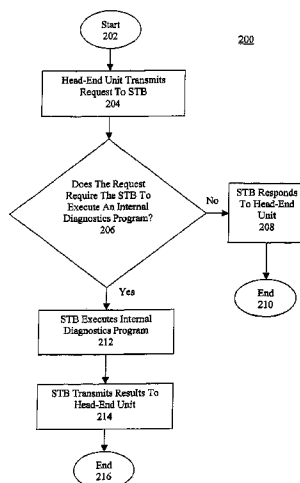 Start
202
200
Head-End Unit Transmits
Request To STB
204
Does The Request
Require The STB To
Execute An Internal
Diagnostics Program?
206
No
STB Responds
To Head-End
Unit
208
End
210
Yes
STB Executes Internal
Diagnostics Program
212
STB Transmits Results To
Head-End Unit
214
End
216